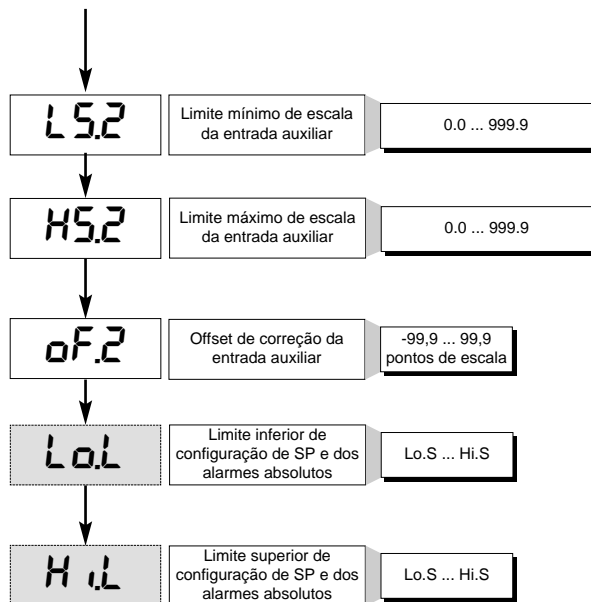 LS.2
Limite mínimo de escala
da entrada auxiliar
0.0 ... 999.9
HS.2
Limite máximo de escala
da entrada auxiliar
0.0 ... 999.9
oF.2
Offset de correção da
entrada auxiliar
-99,9 ... 99,9
pontos de escala
Lo.L
Limite inferior de
configuração de SP e dos
alarmes absolutos
Lo.S ... Hi.S
Hi.L
Limite superior de
configuração de SP e dos
alarmes absolutos
Lo.S ... Hi.S